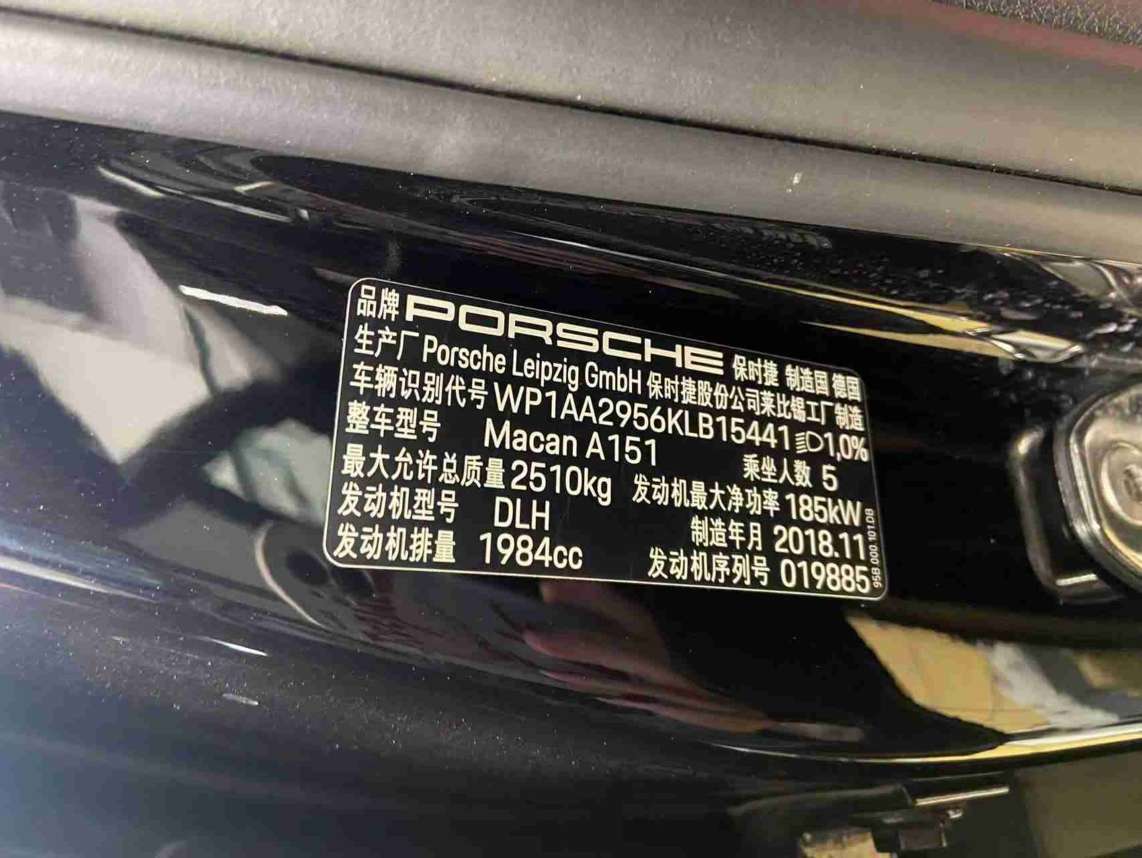 品牌 PORSCHE 保时捷 制造国 德国
生产厂 Porsche Leipzig GmbH 保时捷股份公司莱比锡工厂制造
车辆识别代号 WP1AA2956KLB15441 1,0%
整车型号 Macan A151 乘坐人数 5
最大允许总质量 2510kg 发动机最大净功率 185kW
发动机型号 DLH 制造年月 2018.11
发动机排量 1984cc 发动机序列号 019885
95B 000 101 DB